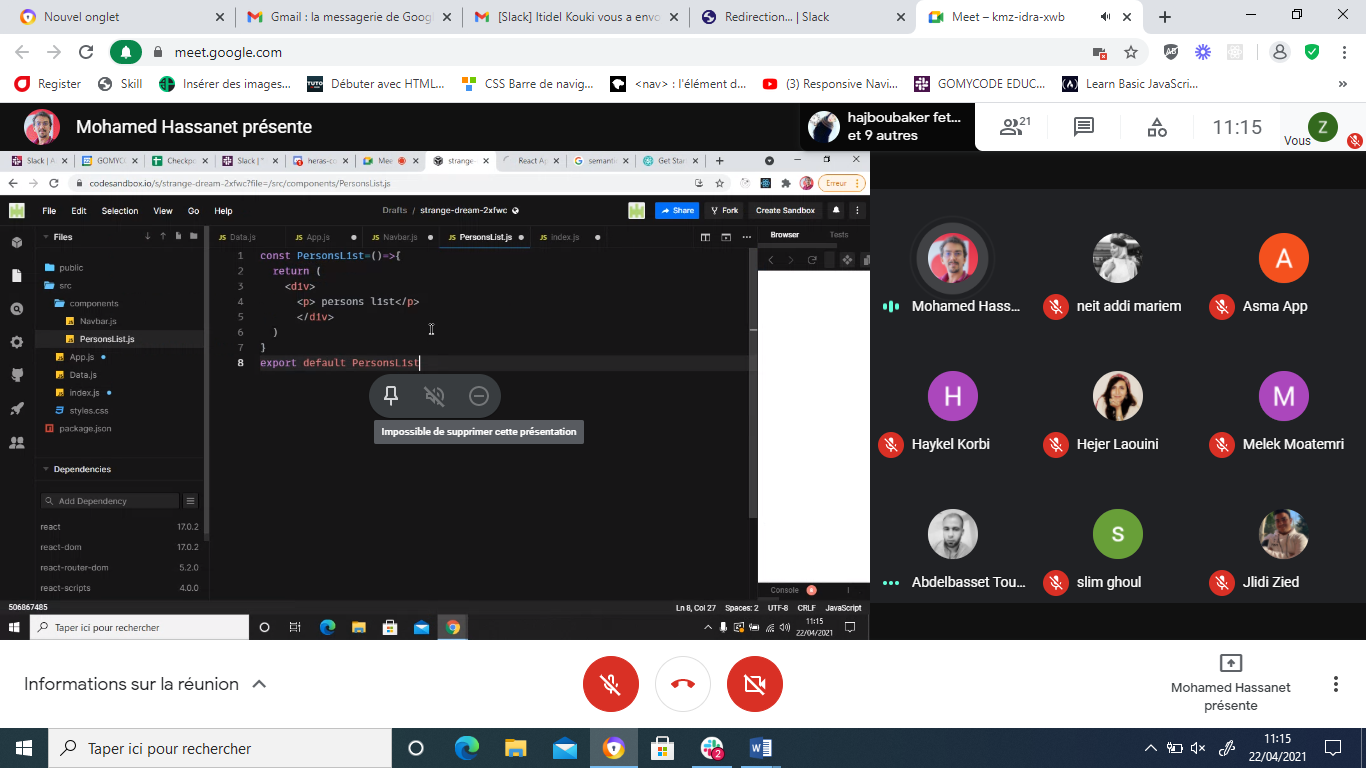 Nouvel onglet
Gmail : la messagerie de Goog
[Slack] Itidel Kouki vous a envo
Redirection... | Slack
Meet – kmz-idra-xwb
meet.google.com
Register
Skill
Insérer des images...
Débuter avec HTML...
CSS Barre de navig...
<nav> : l'élément d...
(3) Responsive Navi...
GOMYCODE EDUC...
Learn Basic JavaScri...
Mohamed Hassanet présente
hajboubaker fet...
et 9 autres
21
11:15
Vous
Z
codesandbox.io/s/strange-dream-2xfwc?file=/src/components/PersonsList.js
Erreur
File Edit Selection View Go Help
Drafts / strange-dream-2xfwc
Share
Fork
Create Sandbox
Files
public
src
components
Navbar.js
PersonsList.js
App.js
Data.js
index.js
styles.css
package.json
Dependencies
Add Dependency
react 17.0.2
react-dom 17.0.2
react-router-dom 5.2.0
react-scripts 4.0.0
Data.js
App.js
Navbar.js
PersonsList.js
index.js
1 const PersonsList=()=>{
2 return (
3 <div>
4 <p> persons list</p>
5 </div>
6 )
7 }
8 export default PersonsList
Impossible de supprimer cette présentation
Browser
Tests
Console
506867485
Ln 8, Col 27 Spaces: 2 UTF-8 CRLF JavaScript
Taper ici pour rechercher
11:15
22/04/2021
Mohamed Hass...
neit addi mariem
A
Asma App
H
Haykel Korbi
Hejer Laouini
M
Melek Moatemri
Abdelbasset Tou...
S
slim ghoul
Jlidi Zied
Informations sur la réunion
Mohamed Hassanet
présente
Taper ici pour rechercher
2
11:15
22/04/2021